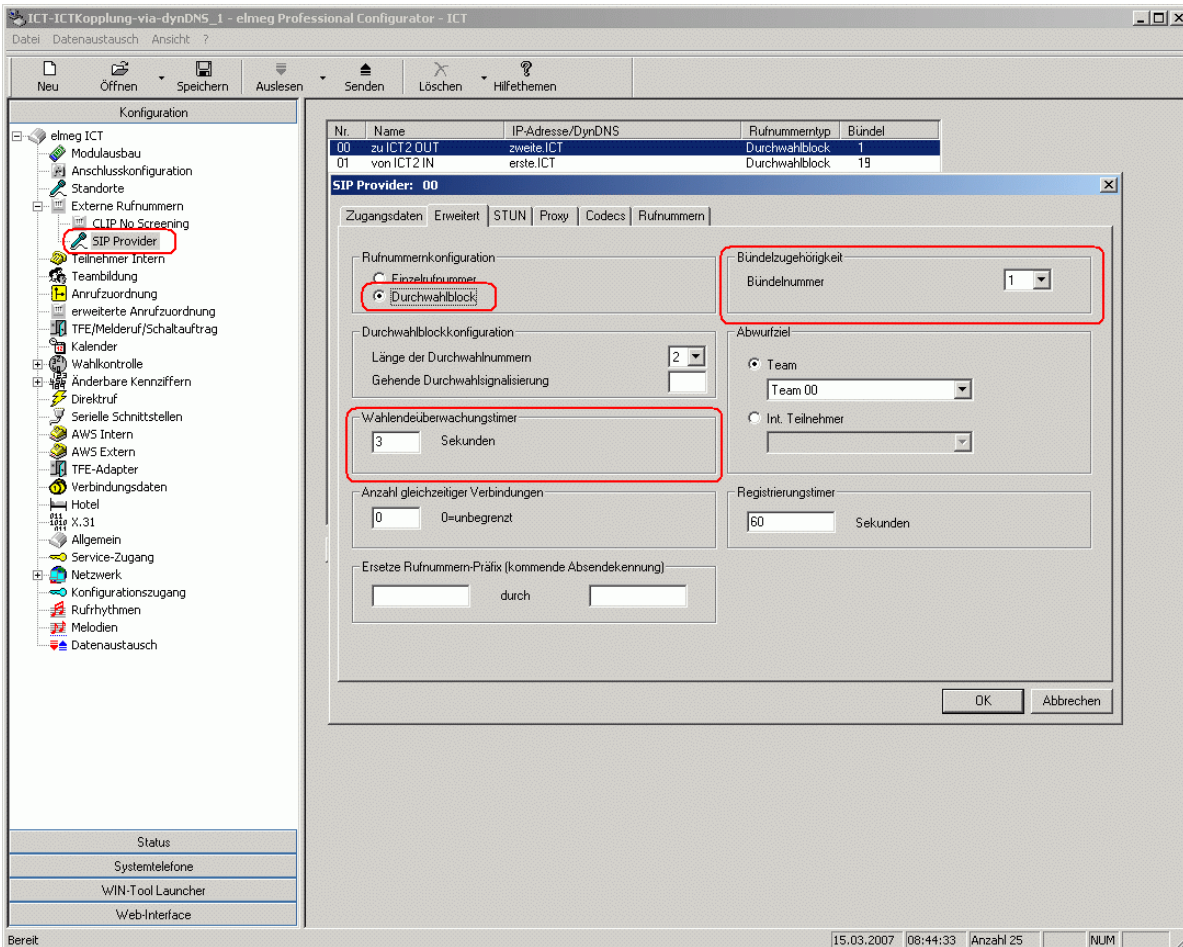 ICT-ICTKopplung-via-dynDNS_1 - elmeg Professional Configurator - ICT
Datei Datenaustausch Ansicht ?
Neu Öffnen Speichern Auslesen Senden Löschen Hilfethemen
Konfiguration
elmeg ICT
Modulausbau
Anschlusskonfiguration
Standorte
Externe Rufnummern
CLIP No Screening
SIP Provider
Teilnehmer Intern
Teambildung
Anrufzuordnung
erweiterte Anrufzuordnung
TFE/Melderuf/Schaltauftrag
Kalender
Wahlkontrolle
Änderbare Kennziffern
Direktruf
Serielle Schnittstellen
AWS Intern
AWS Extern
TFE-Adapter
Verbindungsdaten
Hotel
X.31
Allgemein
Service-Zugang
Netzwerk
Konfigurationszugang
Rufrhythmen
Melodien
Datenaustausch
Status
Systemtelefone
WIN-Tool Launcher
Web-Interface
Nr. Name IP-Adresse/DynDNS Rufnummerntyp Bündel
00 zu ICT2 OUT zweite.ICT Durchwahlblock 1
01 von ICT2 IN erste.ICT Durchwahlblock 19
SIP Provider: 00
Zugangsdaten Erweitert STUN Proxy Codecs Rufnummern
Rufnummernkonfiguration
Einzelrufnummer
Durchwahlblock
Bündelzugehörigkeit
Bündelnummer 1
Durchwahlblockkonfiguration
Länge der Durchwahlnummern 2
Gehende Durchwahlsignalisierung
Abwurfziel
Team
Team 00
Int. Teilnehmer
Wahlendeüberwachungstimer
3 Sekunden
Anzahl gleichzeitiger Verbindungen
0 0=unbegrenzt
Registrierungstimer
60 Sekunden
Ersetze Rufnummern-Präfix (kommende Absendekennung)
durch
OK Abbrechen
Bereit 15.03.2007 08:44:33 Anzahl 25 NUM